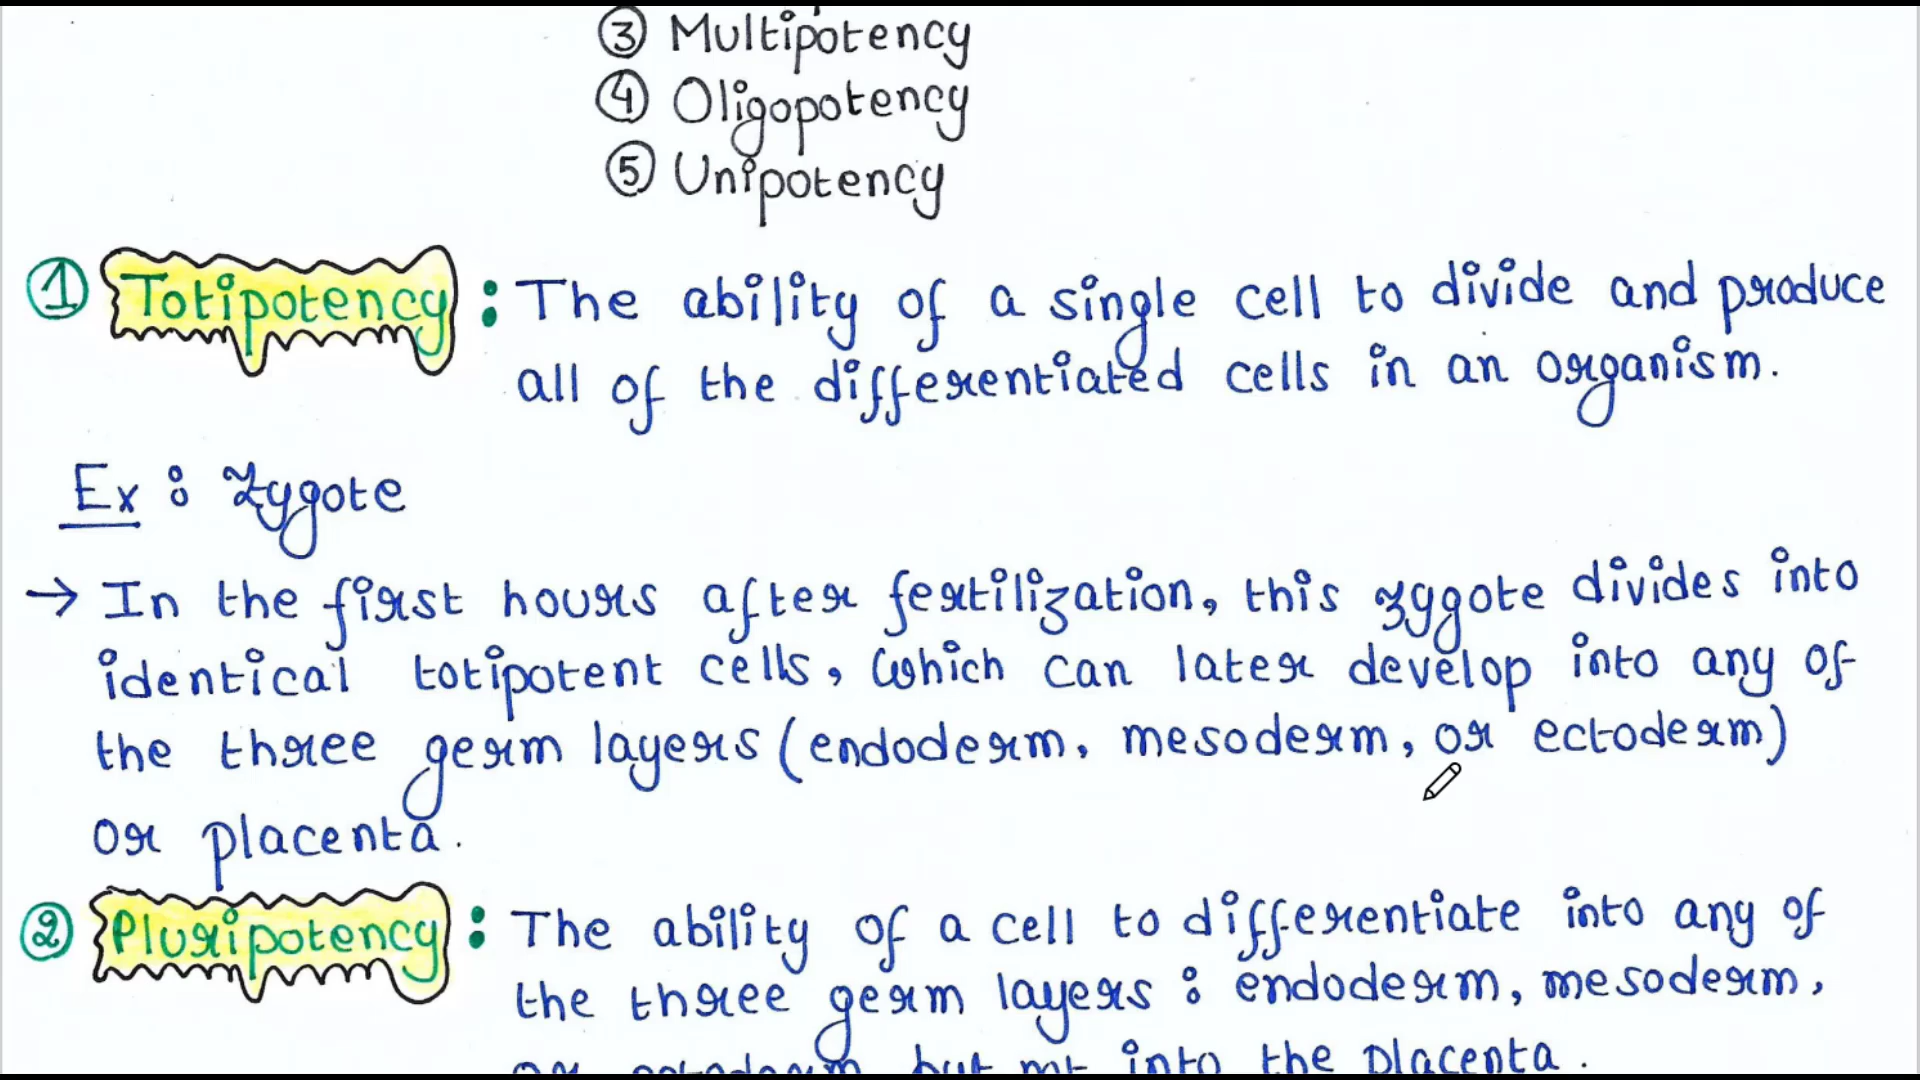 ③ Multipotency
④ Oligopotency
⑤ Unipotency
① Totipotency : The ability of a single cell to divide and produce
all of the differentiated cells in an organism.
Ex : Zygote
→ In the first hours after fertilization, this zygote divides into
identical totipotent cells, which can later develop into any of
the three germ layers (endoderm, mesoderm, or ectoderm)
or placenta.
② Pluripotency : The ability of a cell to differentiate into any of
the three germ layers : endoderm, mesoderm,
or ectoderm but not into the placenta.